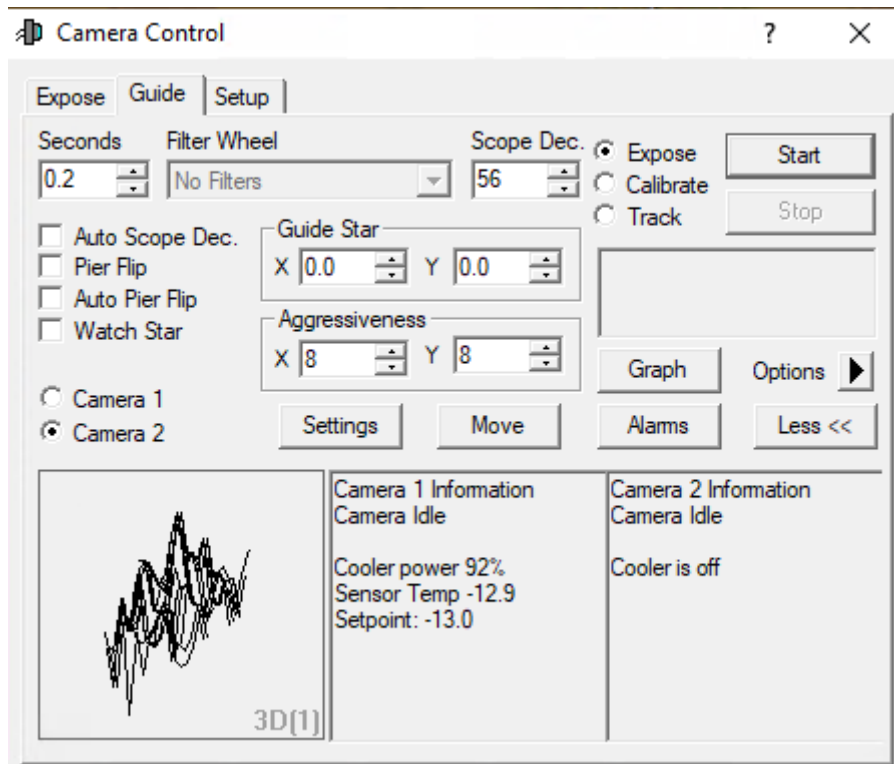 Camera Control ?
Expose Guide Setup
Seconds Filter Wheel Scope Dec.
0.2 No Filters 56
Expose
Calibrate
Track
Start
Stop
Auto Scope Dec.
Pier Flip
Auto Pier Flip
Watch Star
Guide Star
X 0.0 Y 0.0
Aggressiveness
X 8 Y 8
Graph Options
Camera 1
Camera 2
Settings Move Alarms Less <<
3D(1)
Camera 1 Information
Camera Idle
Cooler power 92%
Sensor Temp -12.9
Setpoint: -13.0
Camera 2 Information
Camera Idle
Cooler is off